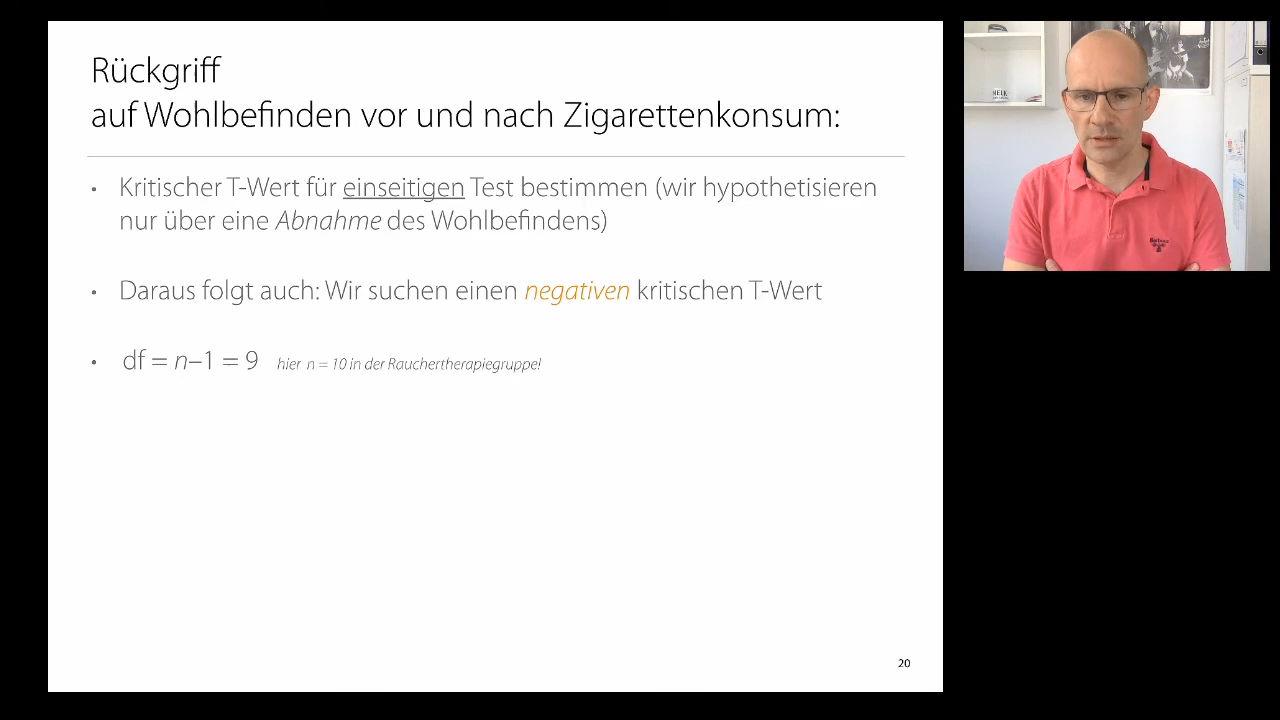 Rückgriff
auf Wohlbefinden vor und nach Zigarettenkonsum:
• Kritischer T-Wert für einseitigen Test bestimmen (wir hypothetisieren
nur über eine Abnahme des Wohlbefindens)
• Daraus folgt auch: Wir suchen einen negativen kritischen T-Wert
• df = n–1 = 9 hier n = 10 in der Rauchertherapiegruppe!
20
Barbour